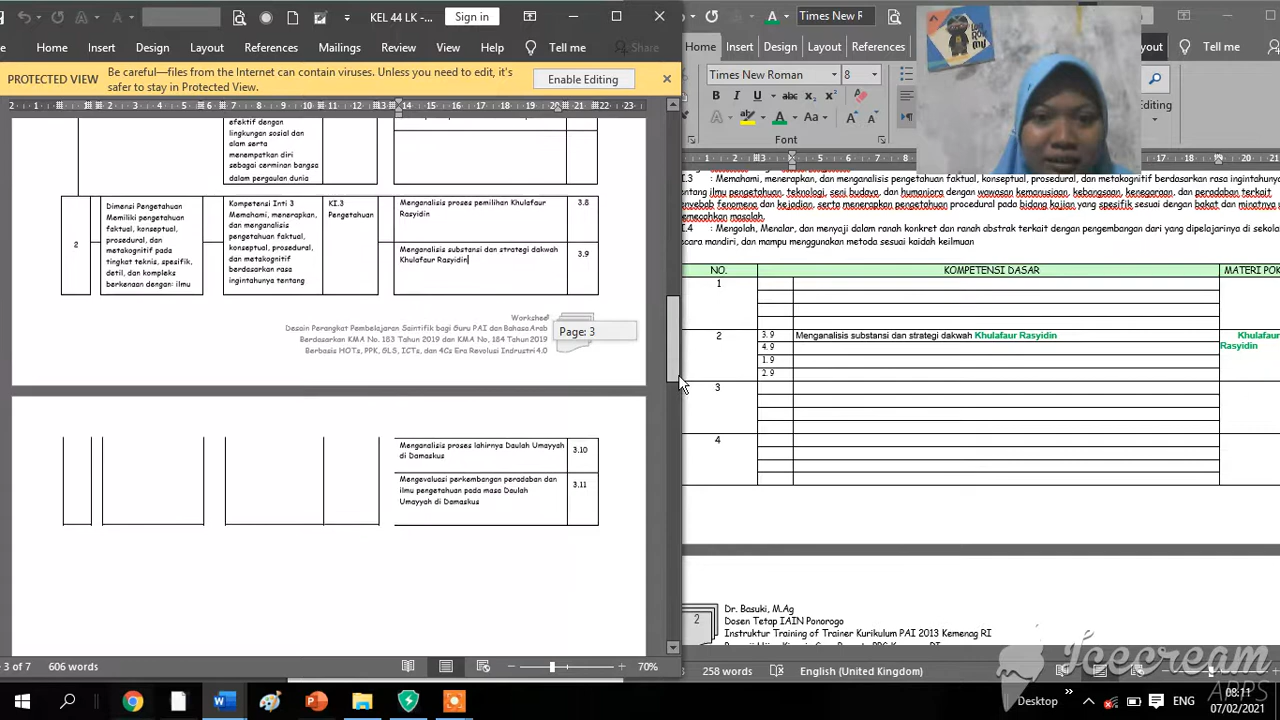 KEL 44 LK -...
Sign in
Home Insert Design Layout References Mailings Review View Help Tell me Share
PROTECTED VIEW
Be careful—files from the Internet can contain viruses. Unless you need to edit, it's
safer to stay in Protected View.
Enable Editing
efektif dengan
lingkungan sosial dan
alam serta
menempatkan diri
sebagai cerminan bangsa
dalam pergaulan dunia
2
Dimensi Pengetahuan
Memiliki pengetahuan
faktual, konseptual,
prosedural, dan
metakognitif pada
tingkat teknis, spesifik,
detil, dan kompleks
berkenaan dengan: ilmu
Kompetensi Inti 3
Memahami, menerapkan,
dan menganalisis
pengetahuan faktual,
konseptual, prosedural,
dan metakognitif
berdasarkan rasa
ingintahunya tentang
KI.3
Pengetahuan
Menganalisis proses pemilihan Khulafaur
Rasyidin
3.8
Menganalisis substansi dan strategi dakwah
Khulafaur Rasyidin
3.9
Page: 3
Desain Perangkat Pembelajaran Saintifik bagi Guru PAI dan Bahasa Arab
Berdasarkan KMA No. 183 Tahun 2019 dan KMA No, 184 Tahun 2019
Berbasis HOTs, PPK, GLS, ICTs, dan 4Cs Era Revolusi Indrustri 4.0
Menganalisis proses lahirnya Daulah Umayyah
di Damaskus
3.10
Mengevaluasi perkembangan peradaban dan
ilmu pengetahuan pada masa Daulah
Umayyah di Damaskus
3.11
3 of 7 606 words
70%
Times New R
8
Home Insert Design Layout References
Tell me
Times New Roman 8
Font
Editing
I.3 : Memahami, menerapkan, dan menganalisis pengetahuan faktual, konseptual, prosedural, dan metakognitif berdasarkan rasa ingintahunya
entang ilmu pengetahuan, teknologi, seni budaya, dan humaniora dengan wawasan kemanusiaan, kebangsaan, kenegaraan, dan peradaban terkait
enyebab fenomena dan kejadian, serta menerapkan pengetahuan procedural pada bidang kajian yang spesifik sesuai dengan bakat dan minatnya
emecahkan masalah.
I.4 : Mengolah, Menalar, dan menyaji dalam ranah konkret dan ranah abstrak terkait dengan pengembangan dari yang dipelajarinya di sekola
acara mandiri, dan mampu menggunakan metoda sesuai kaidah keilmuan
NO. KOMPETENSI DASAR MATERI POK
1
2
3. 9 Menganalisis substansi dan strategi dakwah Khulafaur Rasyidin
Khulafaur
Rasyidin
4. 9
1. 9
2. 9
3
4
2
Dr. Basuki, M.Ag
Dosen Tetap IAIN Ponorogo
Instruktur Training of Trainer Kurikulum PAI 2013 Kemenag RI
258 words
English (United Kingdom)
Icecream
APPS
Desktop
ENG
08:11
07/02/2021